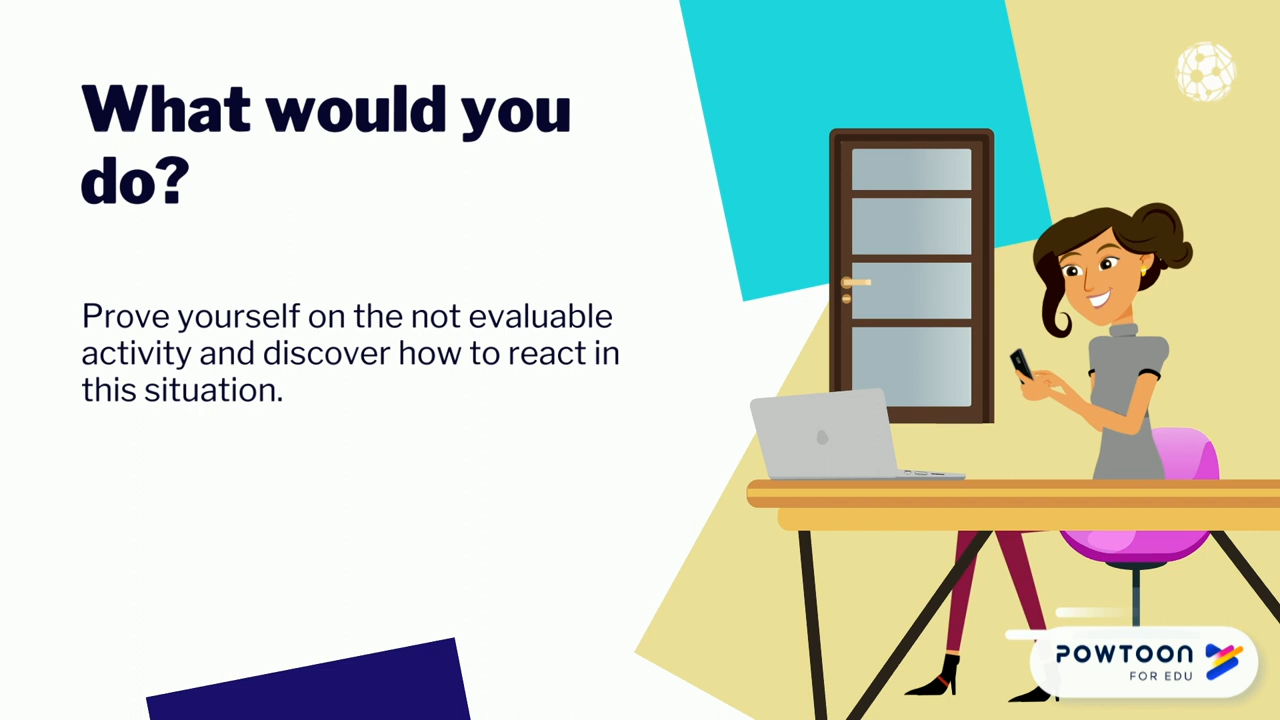 What would you
do?
Prove yourself on the not evaluable
activity and discover how to react in
this situation.
POWTOON
FOR EDU